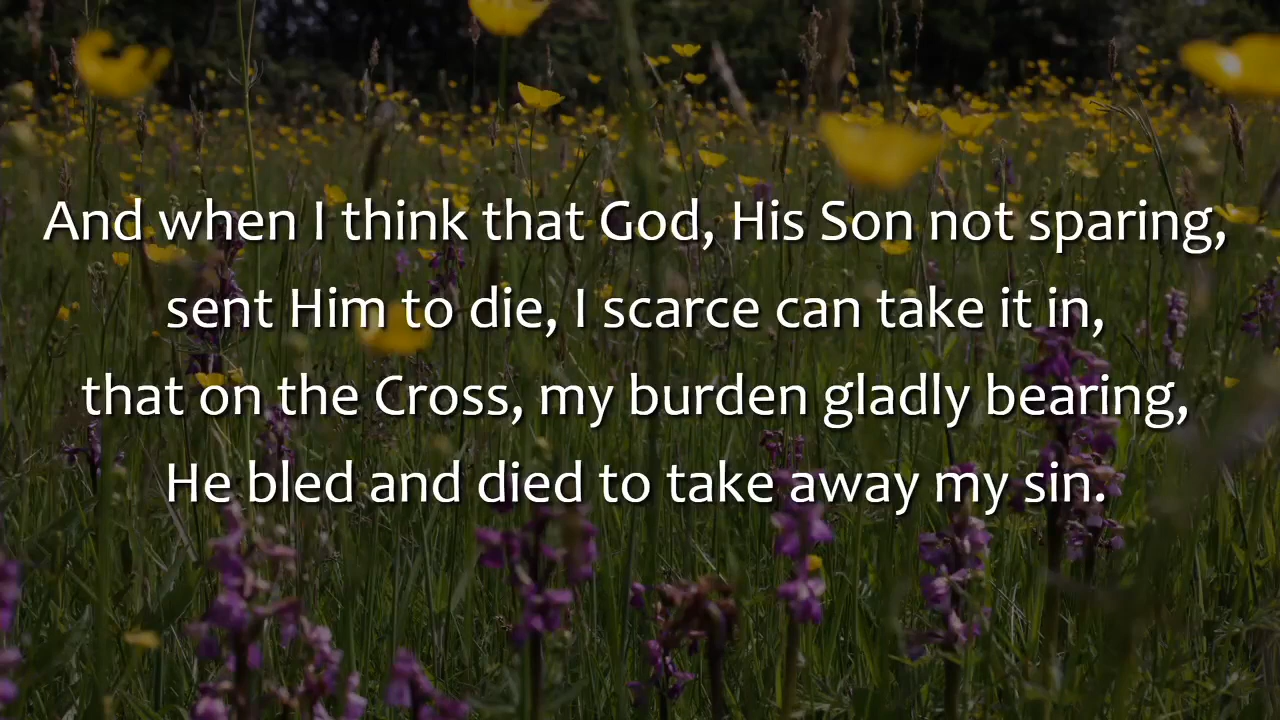 And when I think that God, His Son not sparing,
sent Him to die, I scarce can take it in,
that on the Cross, my burden gladly bearing,
He bled and died to take away my sin.